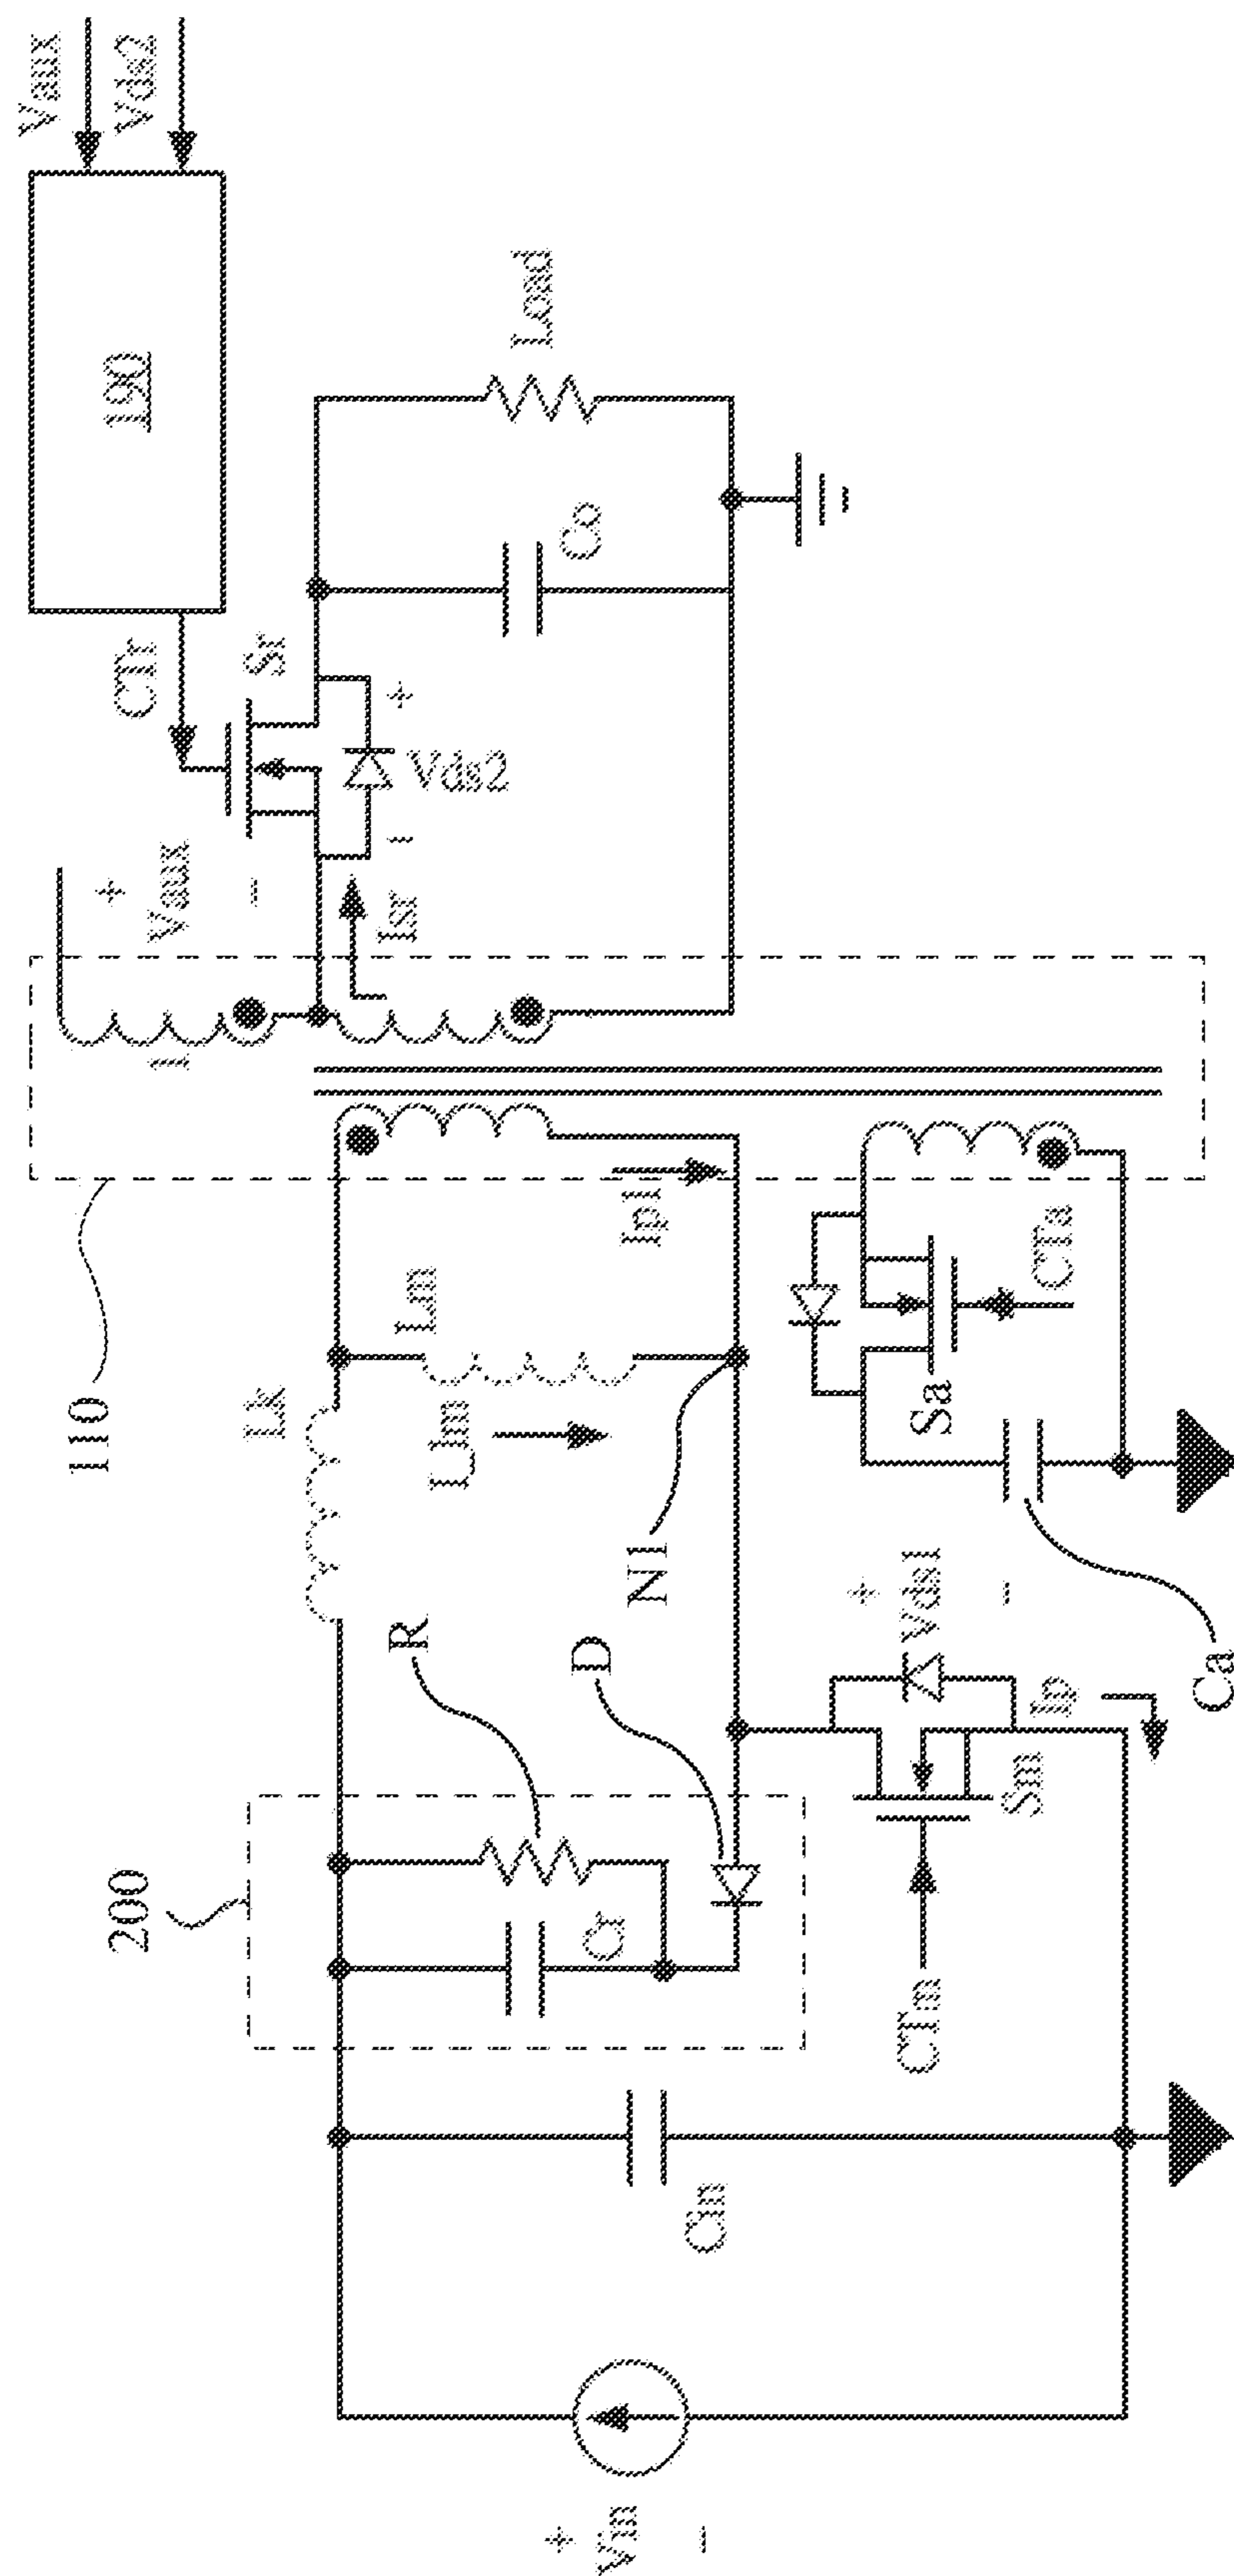 Vaux
Vds2
190
CTr
Sr
+
Vaux
−
+
Vds2
−
Isr
Load
Co
1
110
Lk
Lm
ILm
Ip1
N1
CTa
Sa
Ca
R
D
200
Cr
+
Vds1
−
Ip
Sm
CTm
Cin
+
Vin
−